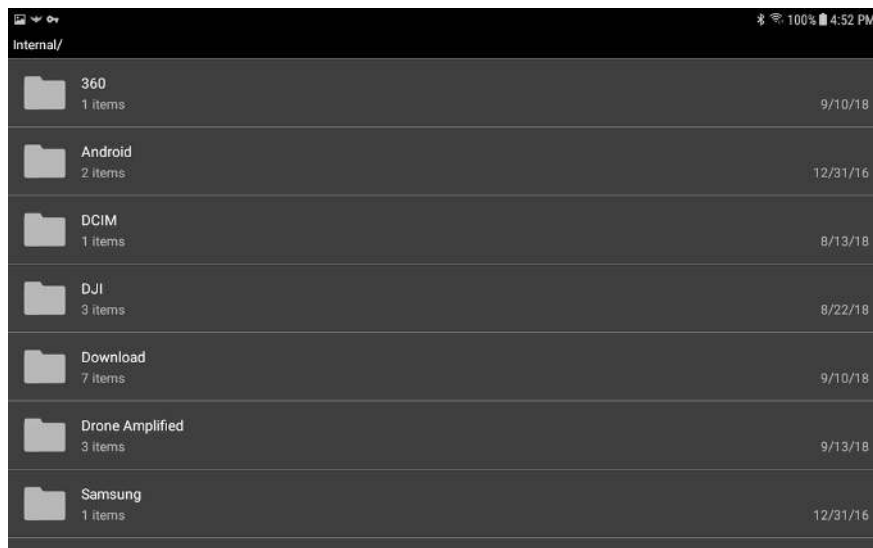 100% 4:52 PM
Internal/
360
1 items
9/10/18
Android
2 items
12/31/16
DCIM
1 items
8/13/18
DJI
3 items
8/22/18
Download
7 items
9/10/18
Drone Amplified
3 items
9/13/18
Samsung
1 items
12/31/16